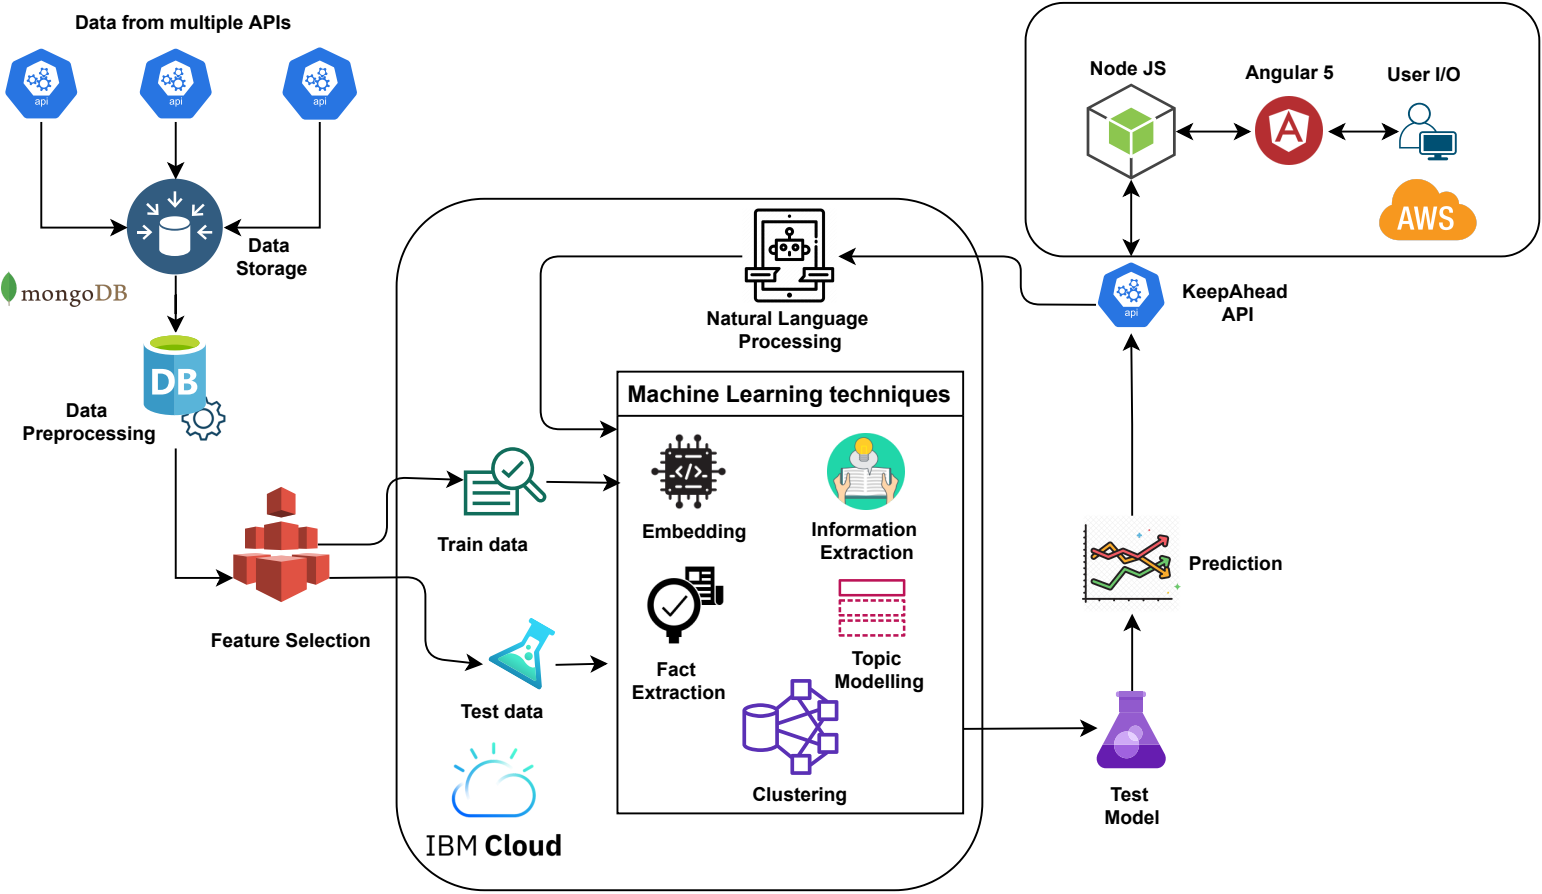 Data from multiple APIs
api
api
api
Data
Storage
mongoDB
DB
Data
Preprocessing
Feature Selection
Train data
Test data
IBM Cloud
Natural Language
Processing
Machine Learning techniques
</>
Embedding
Information
Extraction
Fact
Extraction
Topic
Modelling
Clustering
Test
Model
Prediction
api
KeepAhead
API
Node JS
Angular 5
A
User I/O
AWS